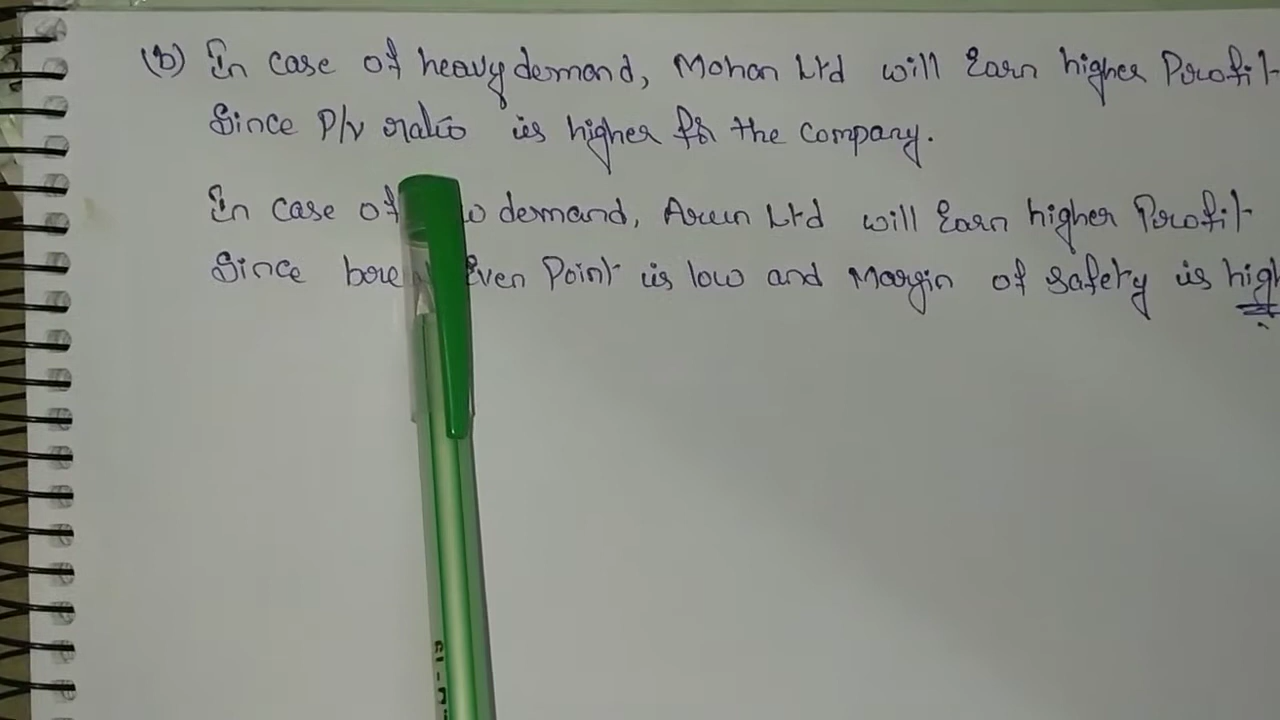 (b) In case of heavy demand, Mohan Ltd will Earn higher Profit
Since P/v ratio is higher for the company.
In case of demand, Arun Ltd will Earn higher Profit
Since Even Point is low and Margin of safety is high